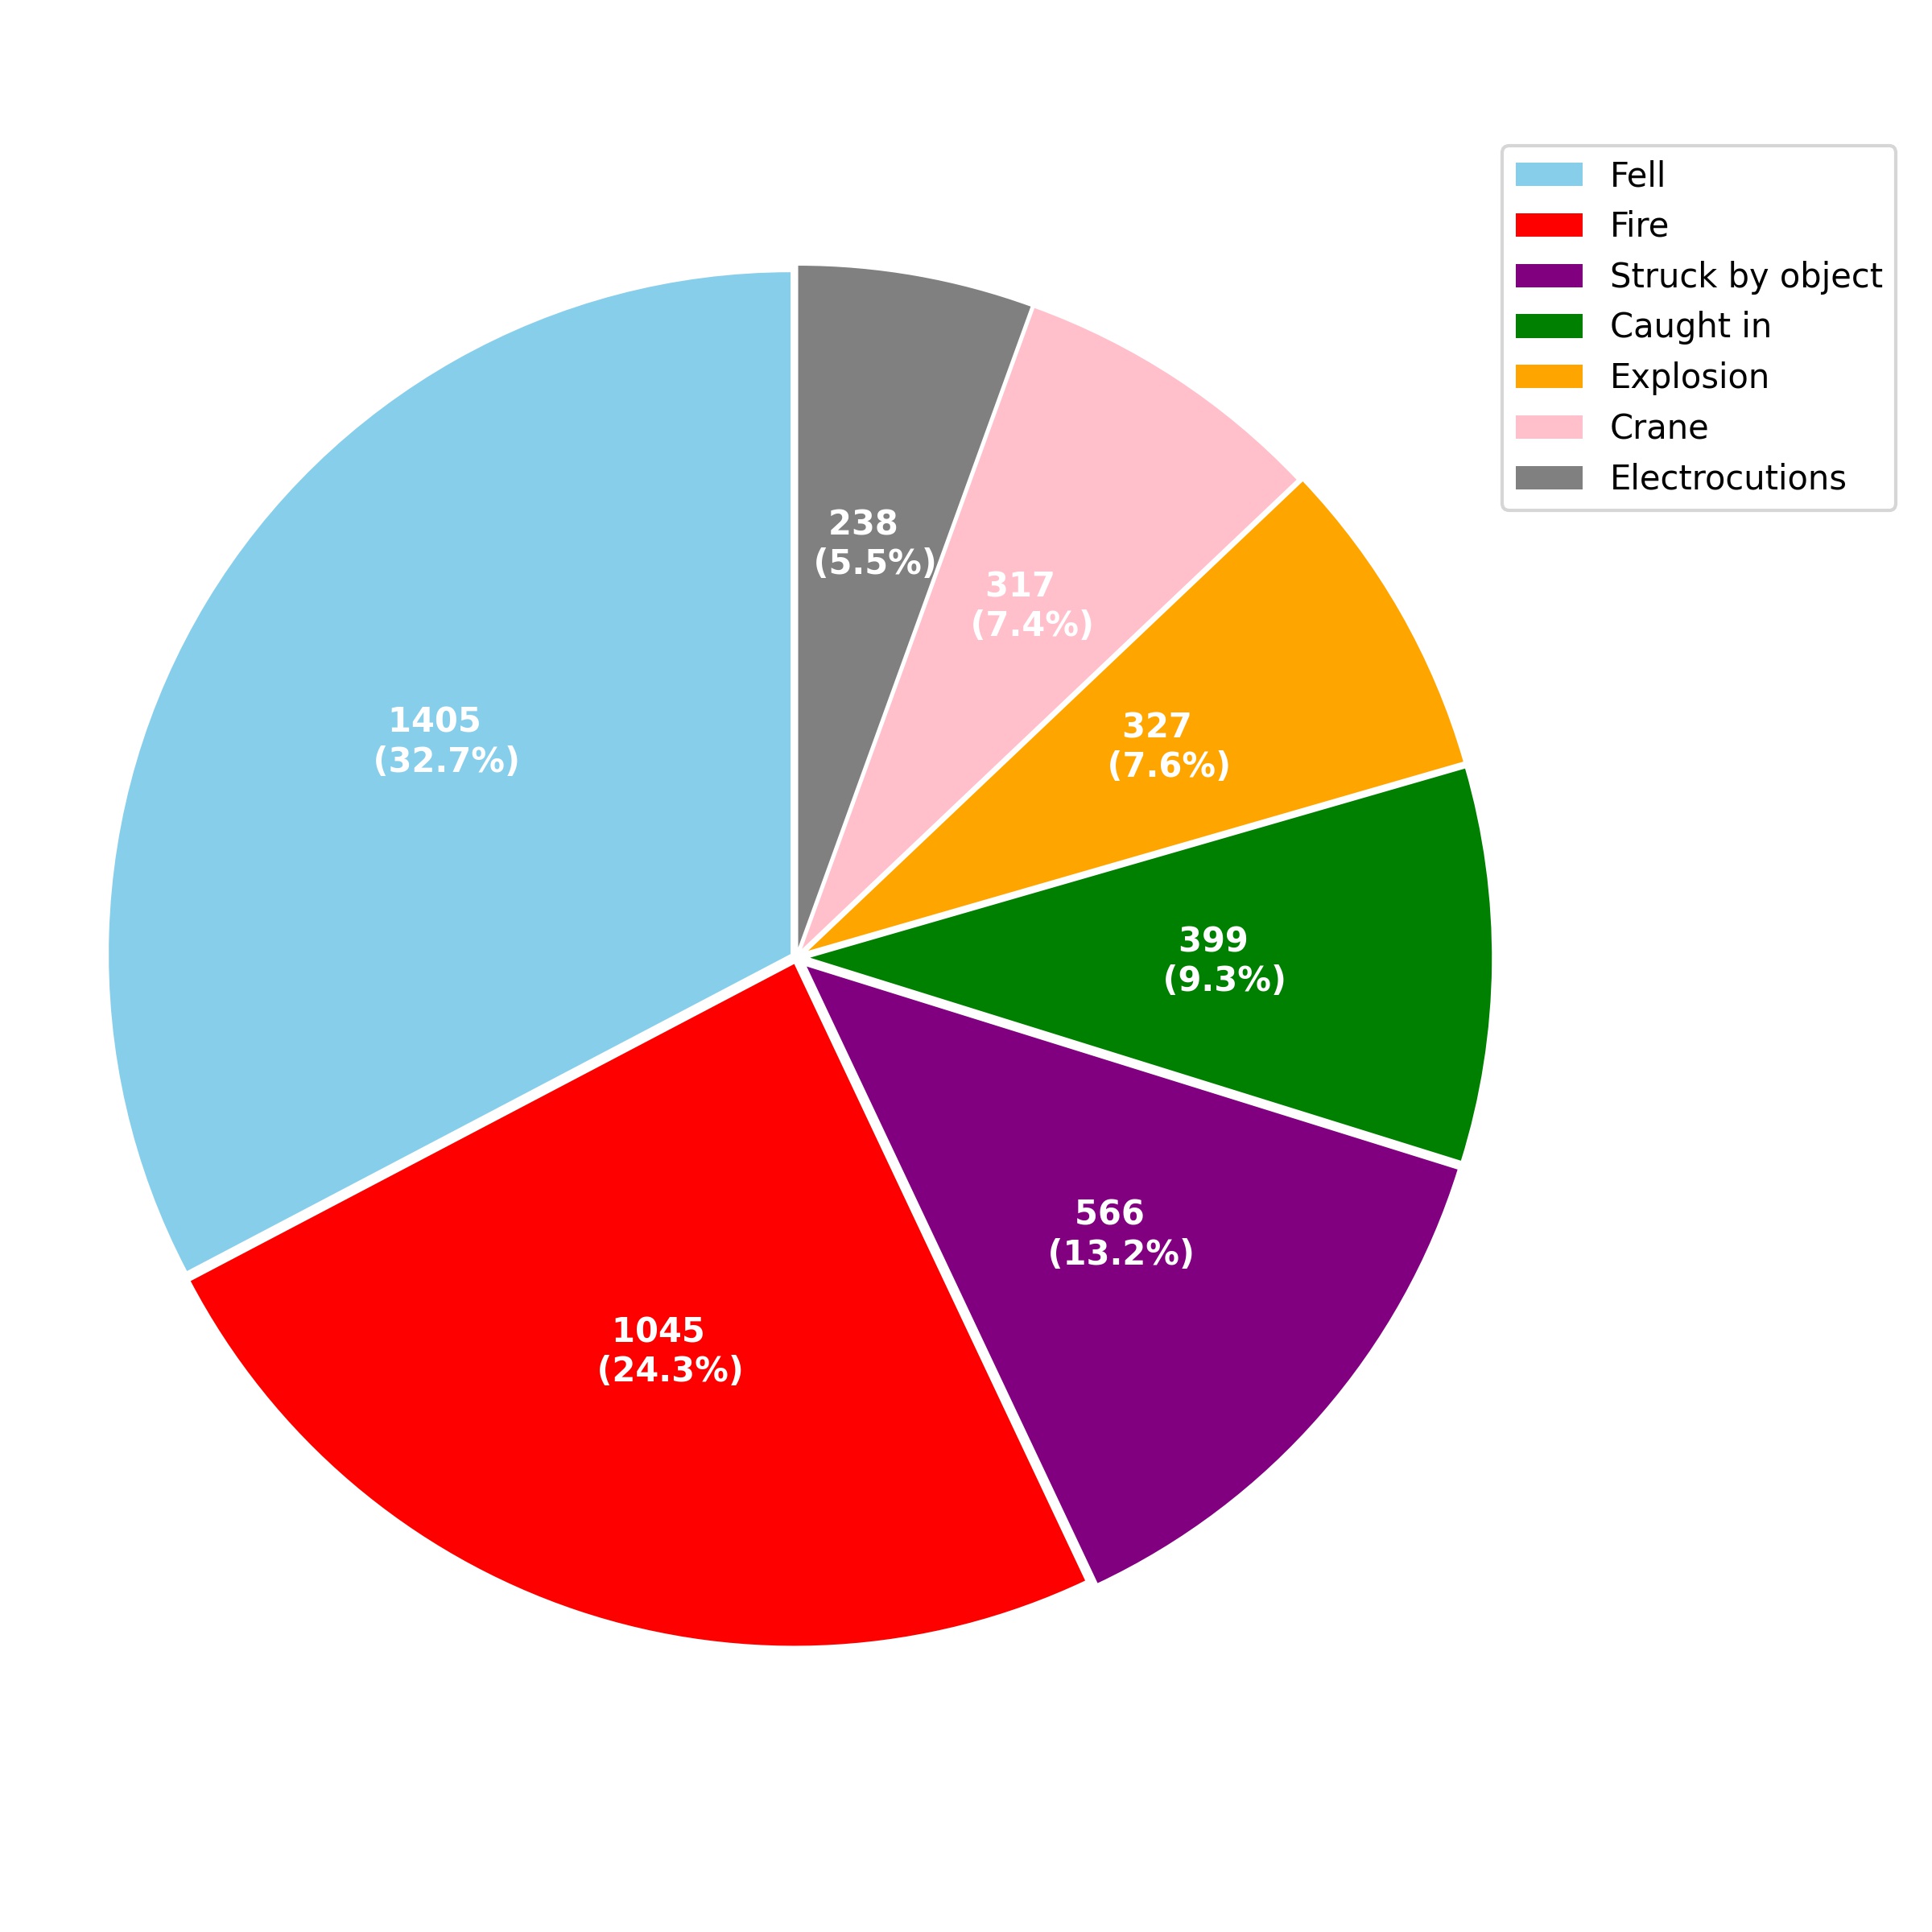 Fell
Fire
Struck by object
Caught in
Explosion
Crane
Electrocutions
238
(5.5%)
317
(7.4%)
1405
(32.7%)
327
(7.6%)
399
(9.3%)
566
(13.2%)
1045
(24.3%)